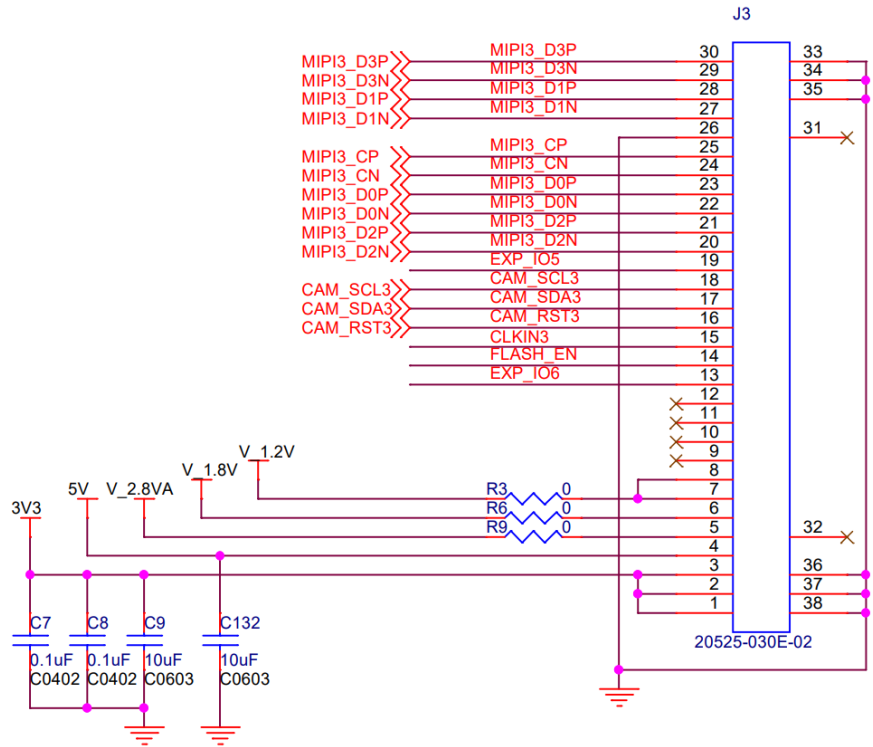 J3
MIPI3_D3P MIPI3_D3P 30 33
MIPI3_D3N MIPI3_D3N 29 34
MIPI3_D1P MIPI3_D1P 28 35
MIPI3_D1N MIPI3_D1N 27
26 31
MIPI3_CP MIPI3_CP 25
MIPI3_CN MIPI3_CN 24
MIPI3_D0P MIPI3_D0P 23
MIPI3_D0N MIPI3_D0N 22
MIPI3_D2P MIPI3_D2P 21
MIPI3_D2N MIPI3_D2N 20
EXP_IO5 19
CAM_SCL3 CAM_SCL3 18
CAM_SDA3 CAM_SDA3 17
CAM_RST3 CAM_RST3 16
CLKIN3 15
FLASH_EN 14
EXP_IO6 13
12
11
10
9
V_1.2V
V_1.8V 8
5V V_2.8VA R3 0 7
3V3 R6 0 6
R9 0 5 32
4
3 36
2 37
1 38
C7 C8 C9 C132
20525-030E-02
0.1uF 0.1uF 10uF 10uF
C0402 C0402 C0603 C0603